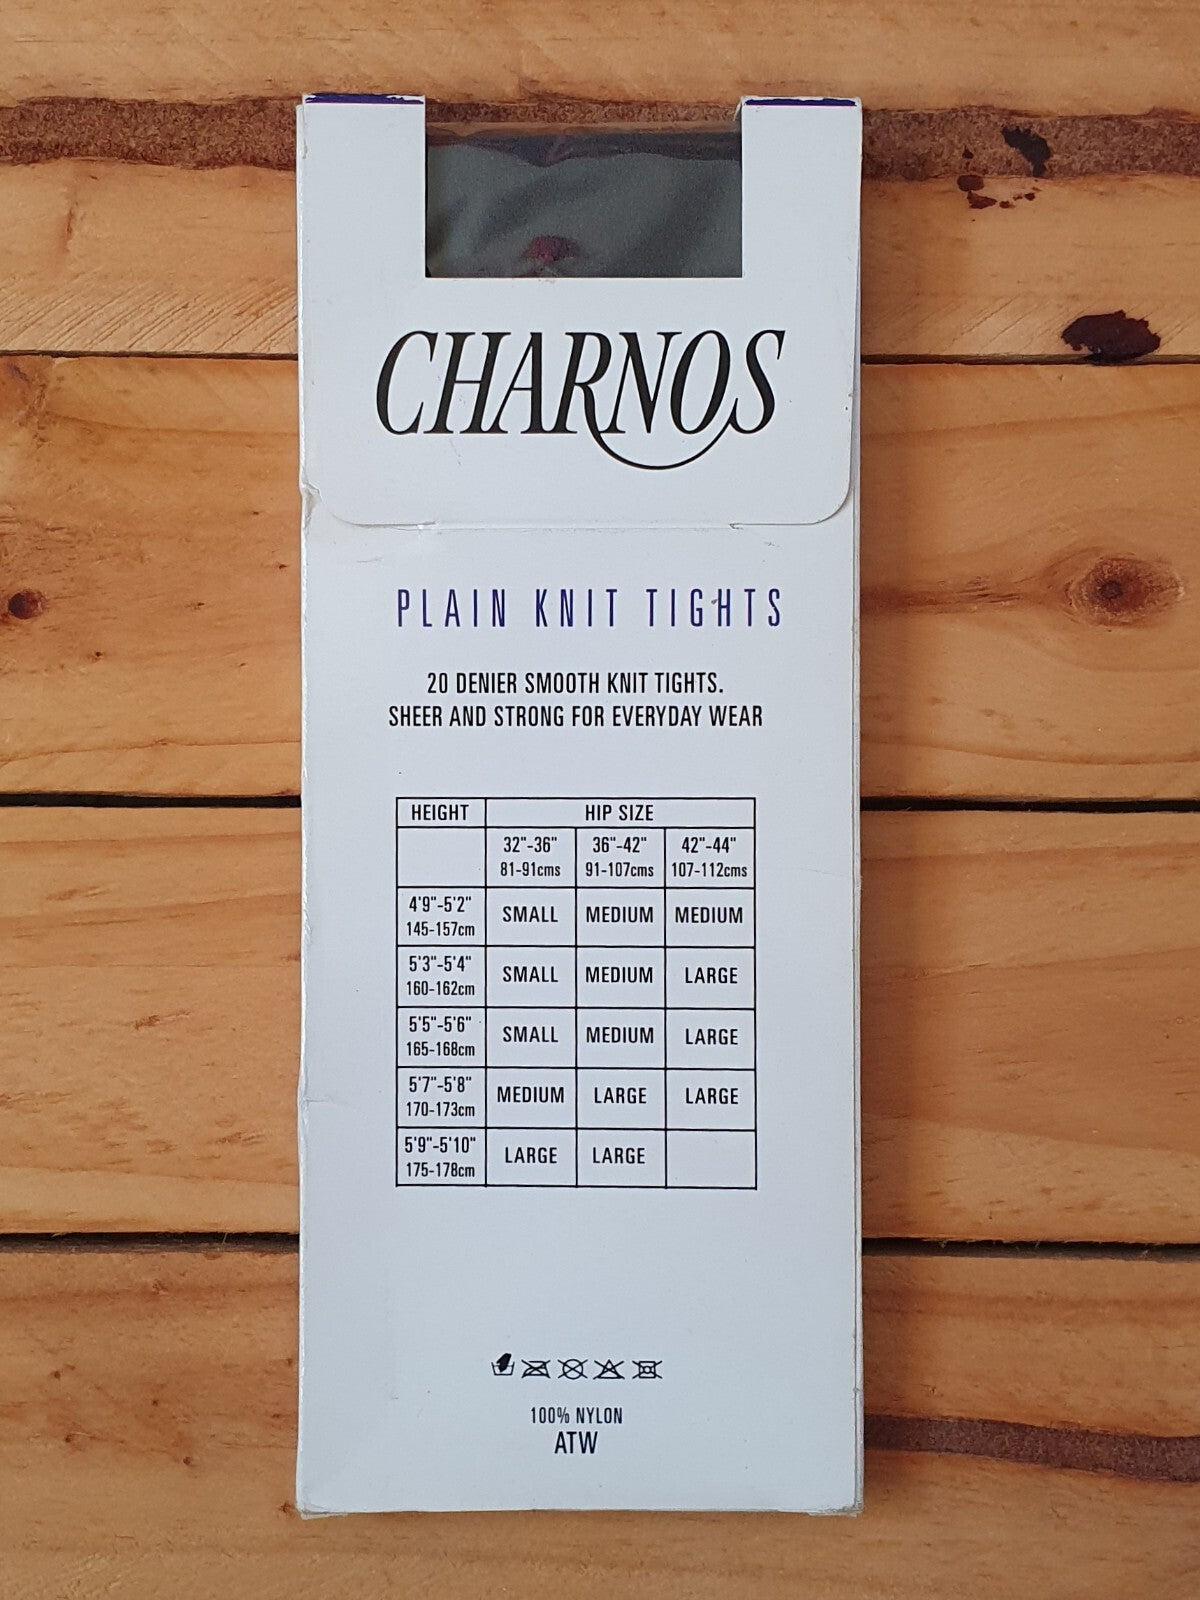 CHARNOS
PLAIN KNIT TIGHTS
20 DENIER SMOOTH KNIT TIGHTS.
SHEER AND STRONG FOR EVERYDAY WEAR
HEIGHT HIP SIZE
32"-36" 36"-42" 42"-44"
81-91cms 91-107cms 107-112cms
4'9"-5'2"
145-157cm SMALL MEDIUM MEDIUM
5'3"-5'4"
160-162cm SMALL MEDIUM LARGE
5'5"-5'6"
165-168cm SMALL MEDIUM LARGE
5'7"-5'8"
170-173cm MEDIUM LARGE LARGE
5'9"-5'10"
175-178cm LARGE LARGE
100% NYLON
ATW